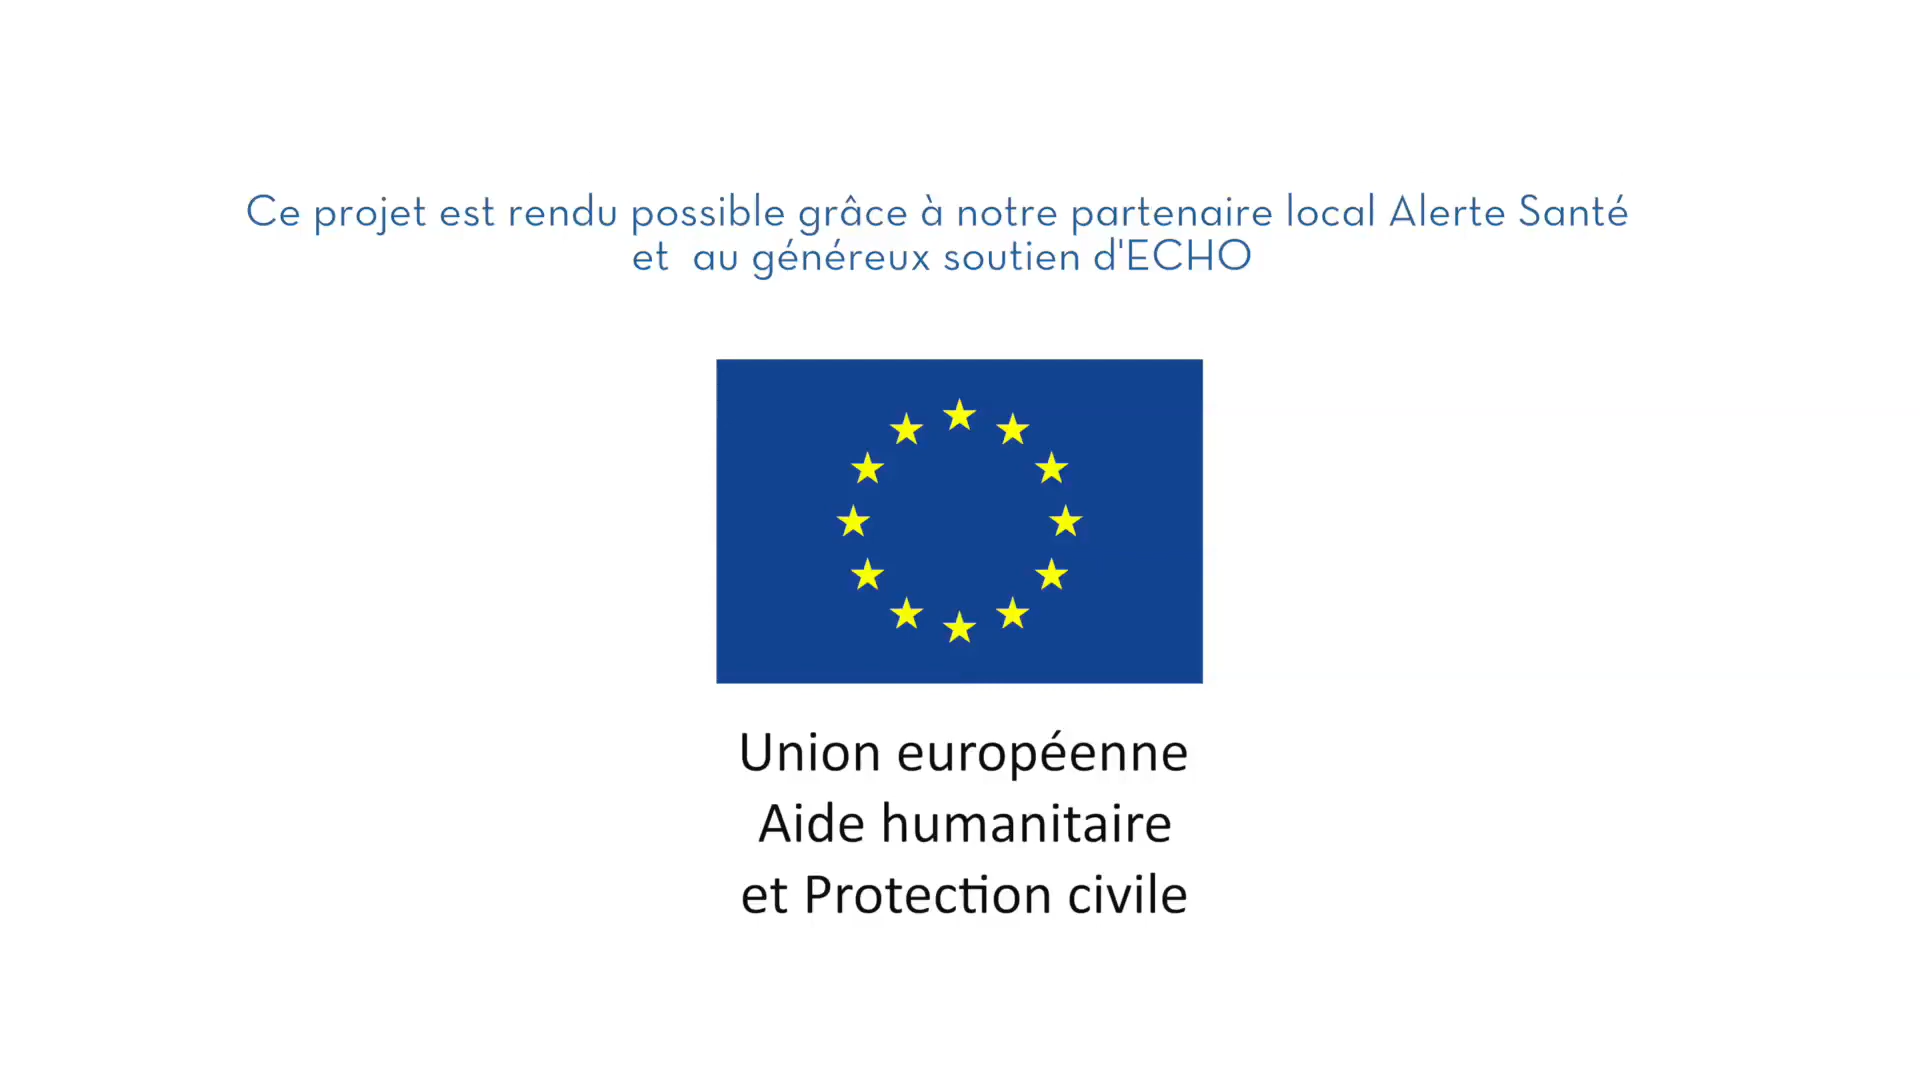 Ce projet est rendu possible grâce à notre partenaire local Alerte Santé
et  au généreux soutien d'ECHO
Union européenne
Aide humanitaire
et Protection civile